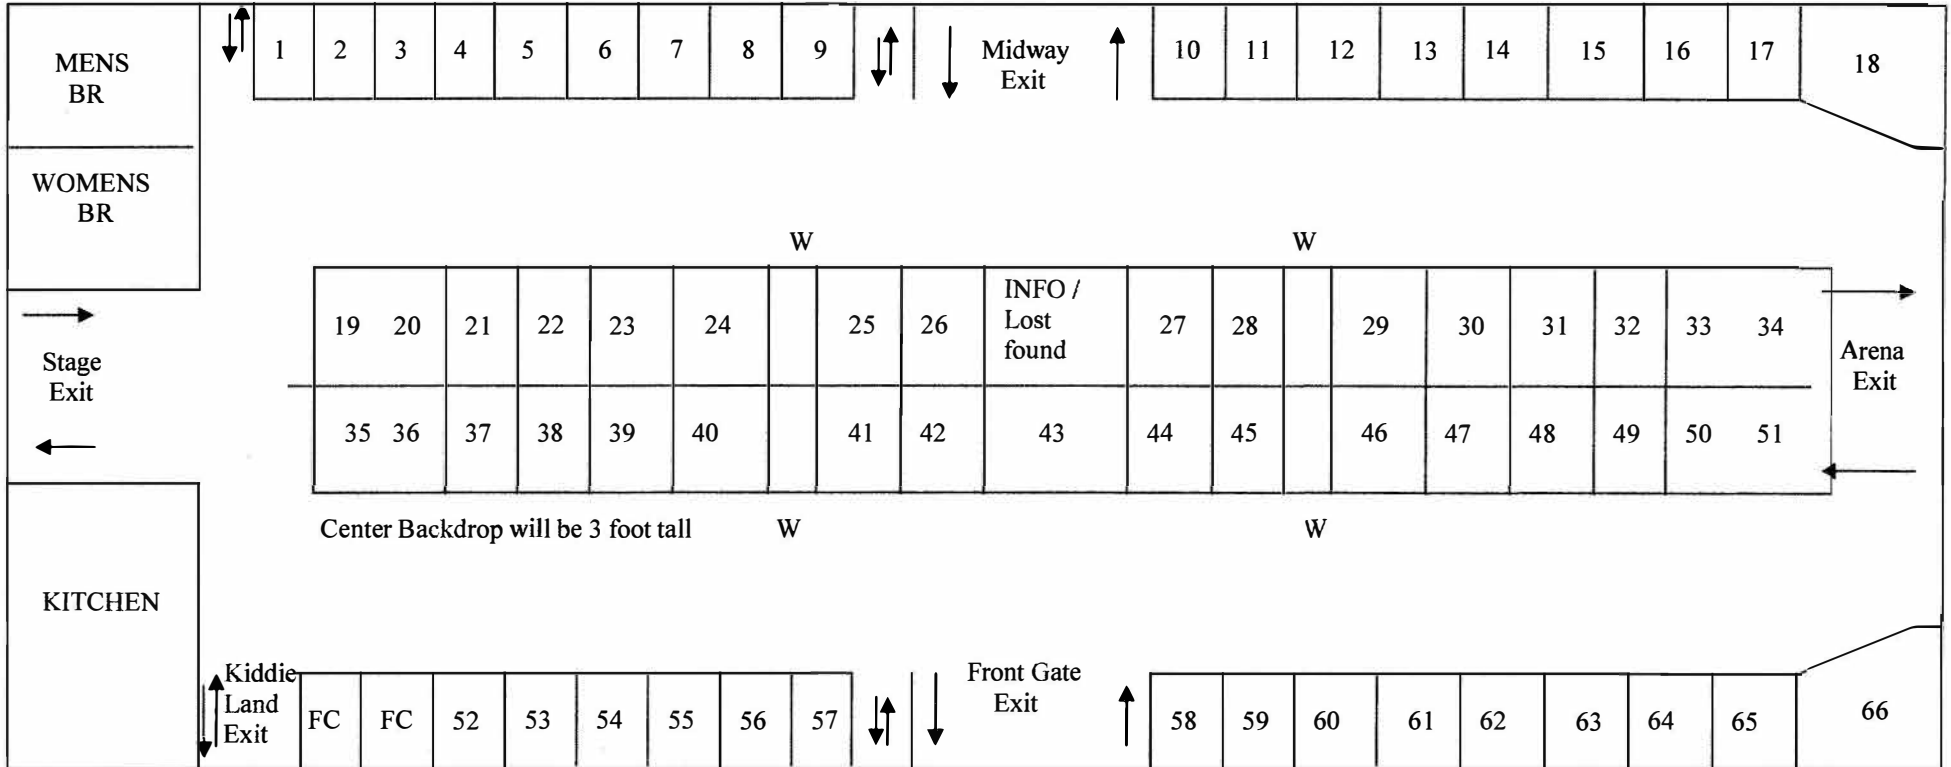 MENS
BR
1 2 3 4 5 6 7 8 9
Midway
Exit
10 11 12 13 14 15 16 17 18
WOMENS
BR
W W
INFO /
Lost
found
19 20 21 22 23 24 25 26 27 28 29 30 31 32 33 34
Stage
Exit
Arena
Exit
35 36 37 38 39 40 41 42 43 44 45 46 47 48 49 50 51
Center Backdrop will be 3 foot tall W W
KITCHEN
Kiddie
Land
Exit
FC FC 52 53 54 55 56 57
Front Gate
Exit
58 59 60 61 62 63 64 65 66